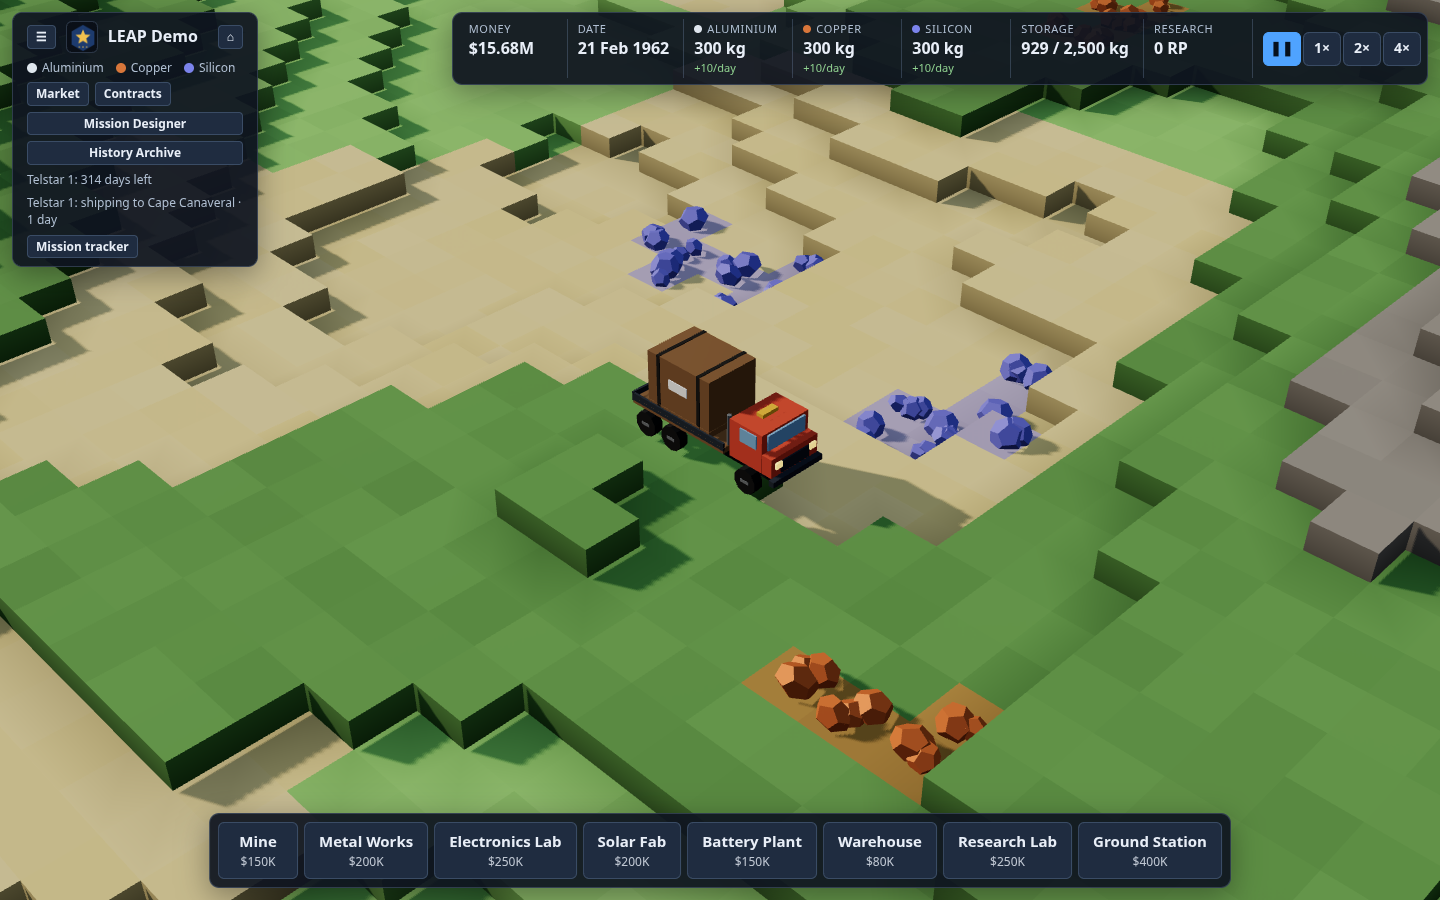 LEAP Demo
Aluminium Copper Silicon
Market Contracts
Mission Designer
History Archive
Telstar 1: 314 days left
Telstar 1: shipping to Cape Canaveral ·
1 day
Mission tracker
MONEY
$15.68M
DATE
21 Feb 1962
ALUMINIUM
300 kg
+10/day
COPPER
300 kg
+10/day
SILICON
300 kg
+10/day
STORAGE
929 / 2,500 kg
RESEARCH
0 RP
1× 2× 4×
Mine
$150K
Metal Works
$200K
Electronics Lab
$250K
Solar Fab
$200K
Battery Plant
$150K
Warehouse
$80K
Research Lab
$250K
Ground Station
$400K